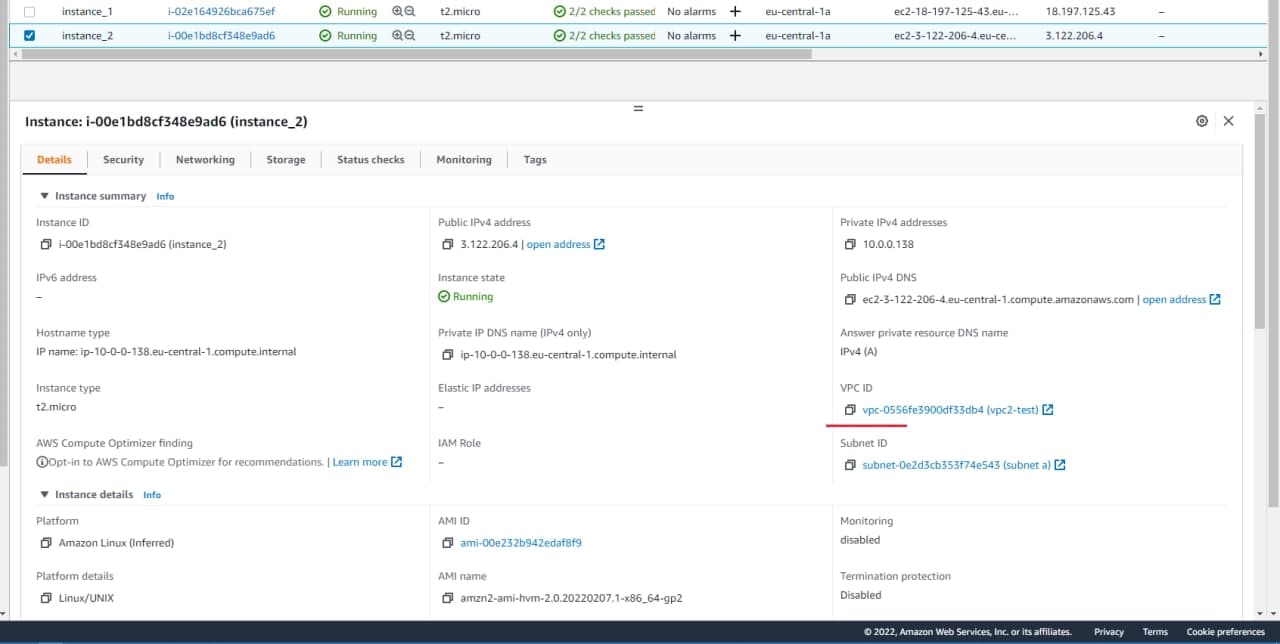 instance_1 i-02e164926bca675ef Running t2.micro 2/2 checks passed No alarms + eu-central-1a ec2-18-197-125-43.eu-... 18.197.125.43 –
instance_2 i-00e1bd8cf348e9ad6 Running t2.micro 2/2 checks passed No alarms + eu-central-1a ec2-3-122-206-4.eu-ce... 3.122.206.4 –
Instance: i-00e1bd8cf348e9ad6 (instance_2)
Details Security Networking Storage Status checks Monitoring Tags
Instance summary Info
Instance ID Public IPv4 address Private IPv4 addresses
i-00e1bd8cf348e9ad6 (instance_2) 3.122.206.4 | open address 10.0.0.138
IPv6 address Instance state Public IPv4 DNS
– Running ec2-3-122-206-4.eu-central-1.compute.amazonaws.com | open address
Hostname type Private IP DNS name (IPv4 only) Answer private resource DNS name
IP name: ip-10-0-0-138.eu-central-1.compute.internal ip-10-0-0-138.eu-central-1.compute.internal IPv4 (A)
Instance type Elastic IP addresses VPC ID
t2.micro – vpc-0556fe3900df33db4 (vpc2-test)
AWS Compute Optimizer finding IAM Role Subnet ID
Opt-in to AWS Compute Optimizer for recommendations. | Learn more – subnet-0e2d3cb353f74e543 (subnet a)
Instance details Info
Platform AMI ID Monitoring
Amazon Linux (Inferred) ami-00e232b942edaf8f9 disabled
Platform details AMI name Termination protection
Linux/UNIX amzn2-ami-hvm-2.0.20220207.1-x86_64-gp2 Disabled
© 2022, Amazon Web Services, Inc. or its affiliates. Privacy Terms Cookie preferences